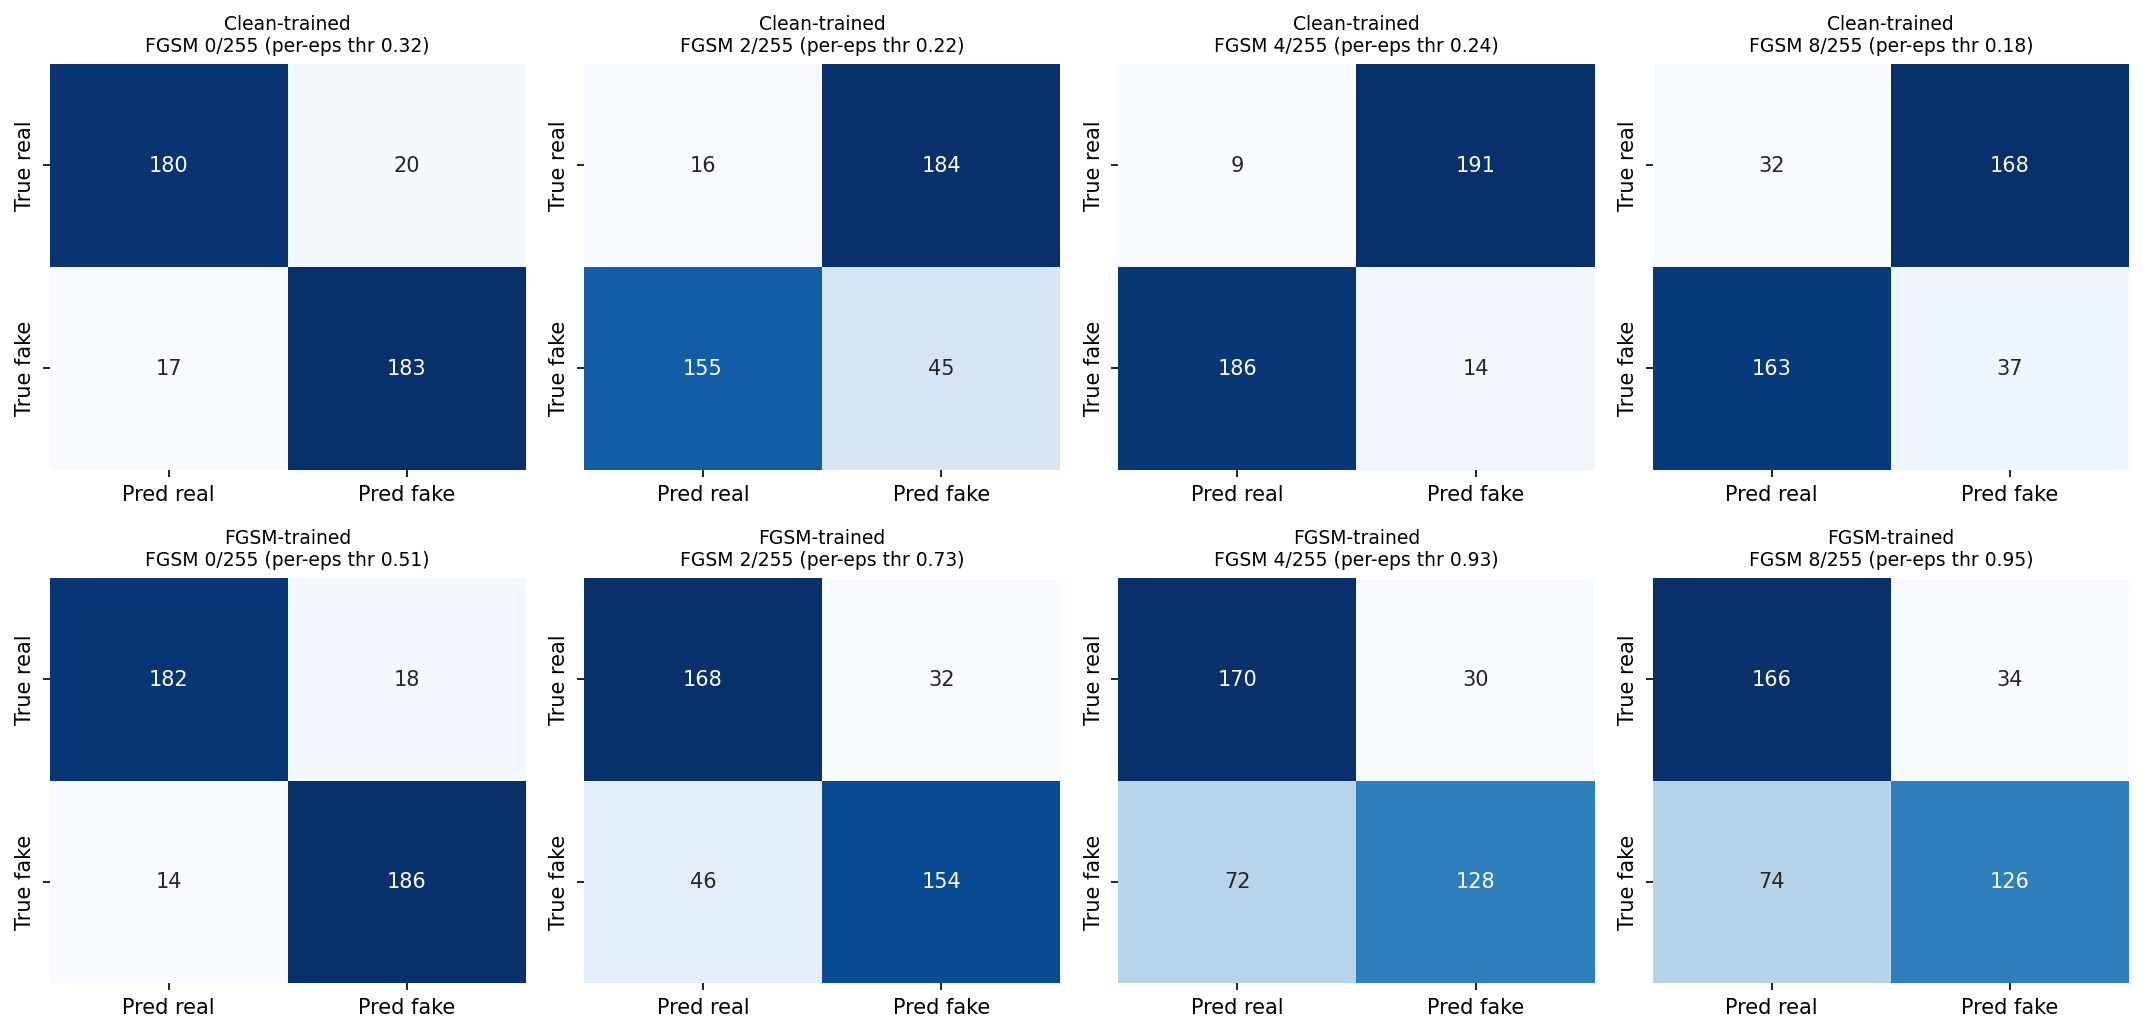 Clean-trained
FGSM 0/255 (per-eps thr 0.32)
True real
180
20
True fake
17
183
Pred real
Pred fake
Clean-trained
FGSM 2/255 (per-eps thr 0.22)
True real
16
184
True fake
155
45
Pred real
Pred fake
Clean-trained
FGSM 4/255 (per-eps thr 0.24)
True real
9
191
True fake
186
14
Pred real
Pred fake
Clean-trained
FGSM 8/255 (per-eps thr 0.18)
True real
32
168
True fake
163
37
Pred real
Pred fake
FGSM-trained
FGSM 0/255 (per-eps thr 0.51)
True real
182
18
True fake
14
186
Pred real
Pred fake
FGSM-trained
FGSM 2/255 (per-eps thr 0.73)
True real
168
32
True fake
46
154
Pred real
Pred fake
FGSM-trained
FGSM 4/255 (per-eps thr 0.93)
True real
170
30
True fake
72
128
Pred real
Pred fake
FGSM-trained
FGSM 8/255 (per-eps thr 0.95)
True real
166
34
True fake
74
126
Pred real
Pred fake